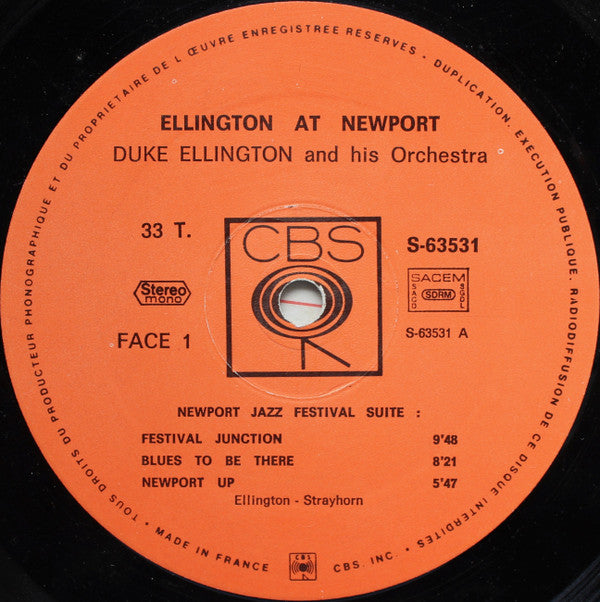 TOUS DROITS DU PRODUCTEUR PHONOGRAPHIQUE ET DU PROPRIETAIRE DE L'ŒUVRE ENREGISTREE RESERVES - DUPLICATION, EXECUTION PUBLIQUE, RADIODIFFUSION DE CE DISQUE INTERDITES •
ELLINGTON AT NEWPORT
DUKE ELLINGTON and his Orchestra
33 T.
CBS
S-63531
Stereo
mono
SACEM
SACD
SDRM
SGDL
FACE 1
S-63531 A
NEWPORT JAZZ FESTIVAL SUITE :
FESTIVAL JUNCTION 9'48
BLUES TO BE THERE 8'21
NEWPORT UP 5'47
Ellington - Strayhorn
• MADE IN FRANCE
CBS
CBS. INC. •